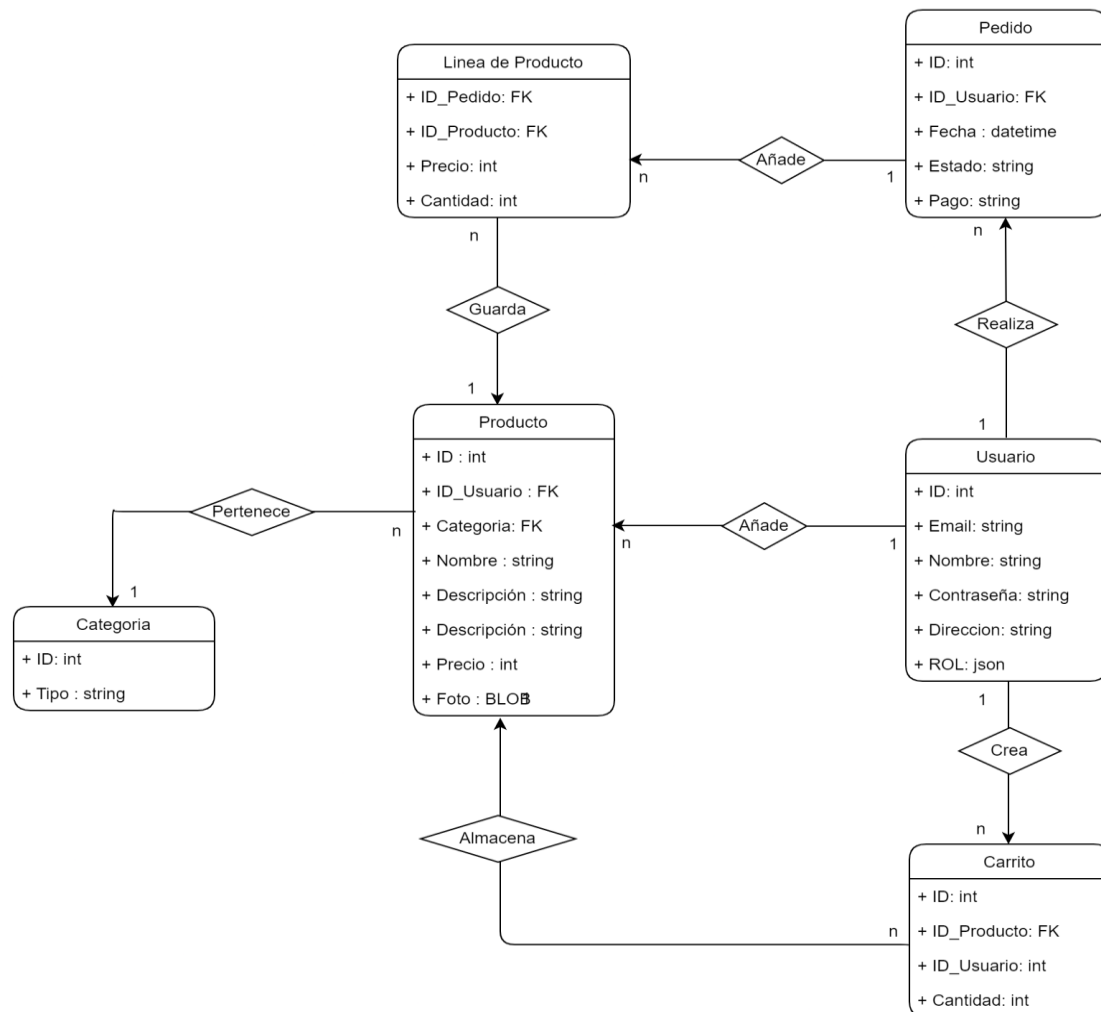 Pedido
+ ID: int
+ ID_Usuario: FK
+ Fecha : datetime
+ Estado: string
+ Pago: string
Linea de Producto
+ ID_Pedido: FK
+ ID_Producto: FK
+ Precio: int
+ Cantidad: int
Añade
n
1
n
n
Guarda
Realiza
1
1
Producto
+ ID : int
+ ID_Usuario : FK
+ Categoria: FK
+ Nombre : string
+ Descripción : string
+ Descripción : string
+ Precio : int
+ Foto : BLOB
1
Usuario
+ ID: int
+ Email: string
+ Nombre: string
+ Contraseña: string
+ Direccion: string
+ ROL: json
Pertenece
n
1
Añade
n
1
Categoria
+ ID: int
+ Tipo : string
1
Crea
n
Almacena
n
Carrito
+ ID: int
+ ID_Producto: FK
+ ID_Usuario: int
+ Cantidad: int